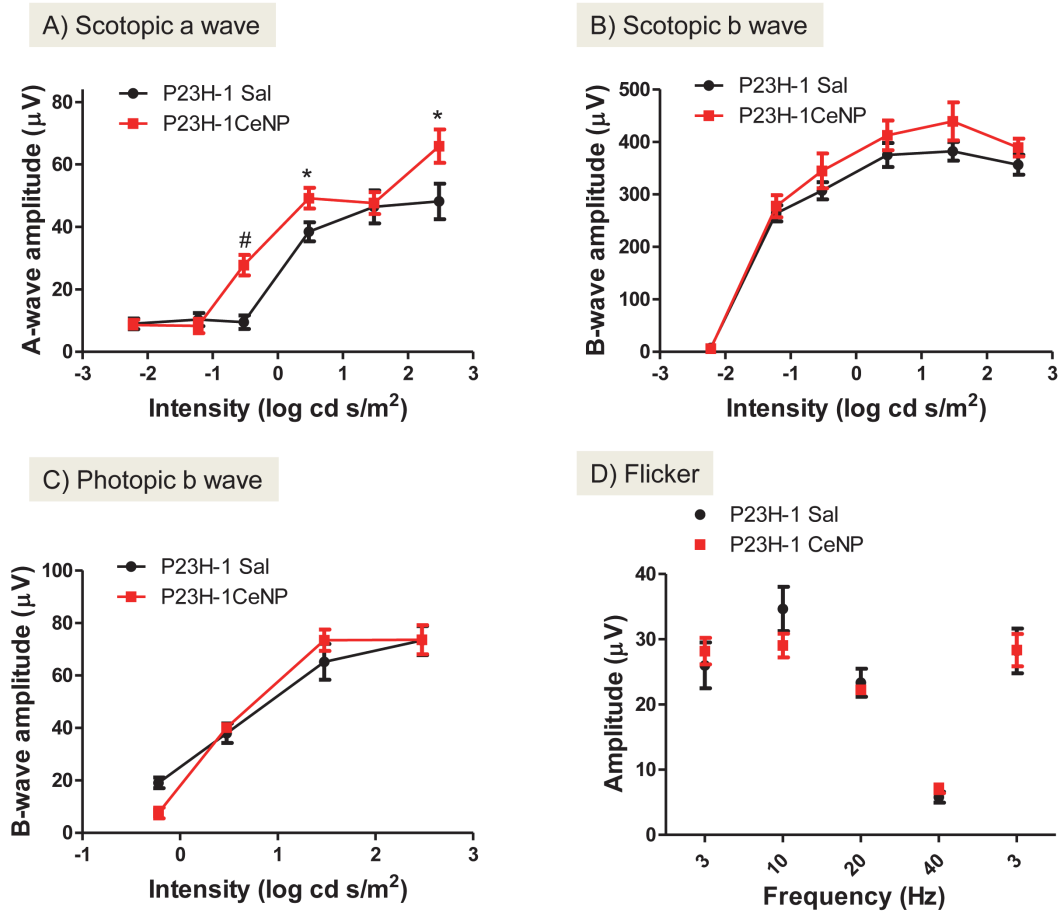 A) Scotopic a wave
P23H-1 Sal
P23H-1CeNP
A-wave amplitude (μV)
80
60
40
20
0
#
*
*
-3 -2 -1 0 1 2 3
Intensity (log cd s/m²)
B) Scotopic b wave
P23H-1 Sal
P23H-1CeNP
B-wave amplitude (μV)
500
400
300
200
100
0
-3 -2 -1 0 1 2 3
Intensity (log cd s/m²)
C) Photopic b wave
P23H-1 Sal
P23H-1CeNP
B-wave amplitude (μV)
100
80
60
40
20
0
-1 0 1 2 3
Intensity (log cd s/m²)
D) Flicker
P23H-1 Sal
P23H-1 CeNP
Amplitude (μV)
40
30
20
10
0
3 10 20 40 3
Frequency (Hz)